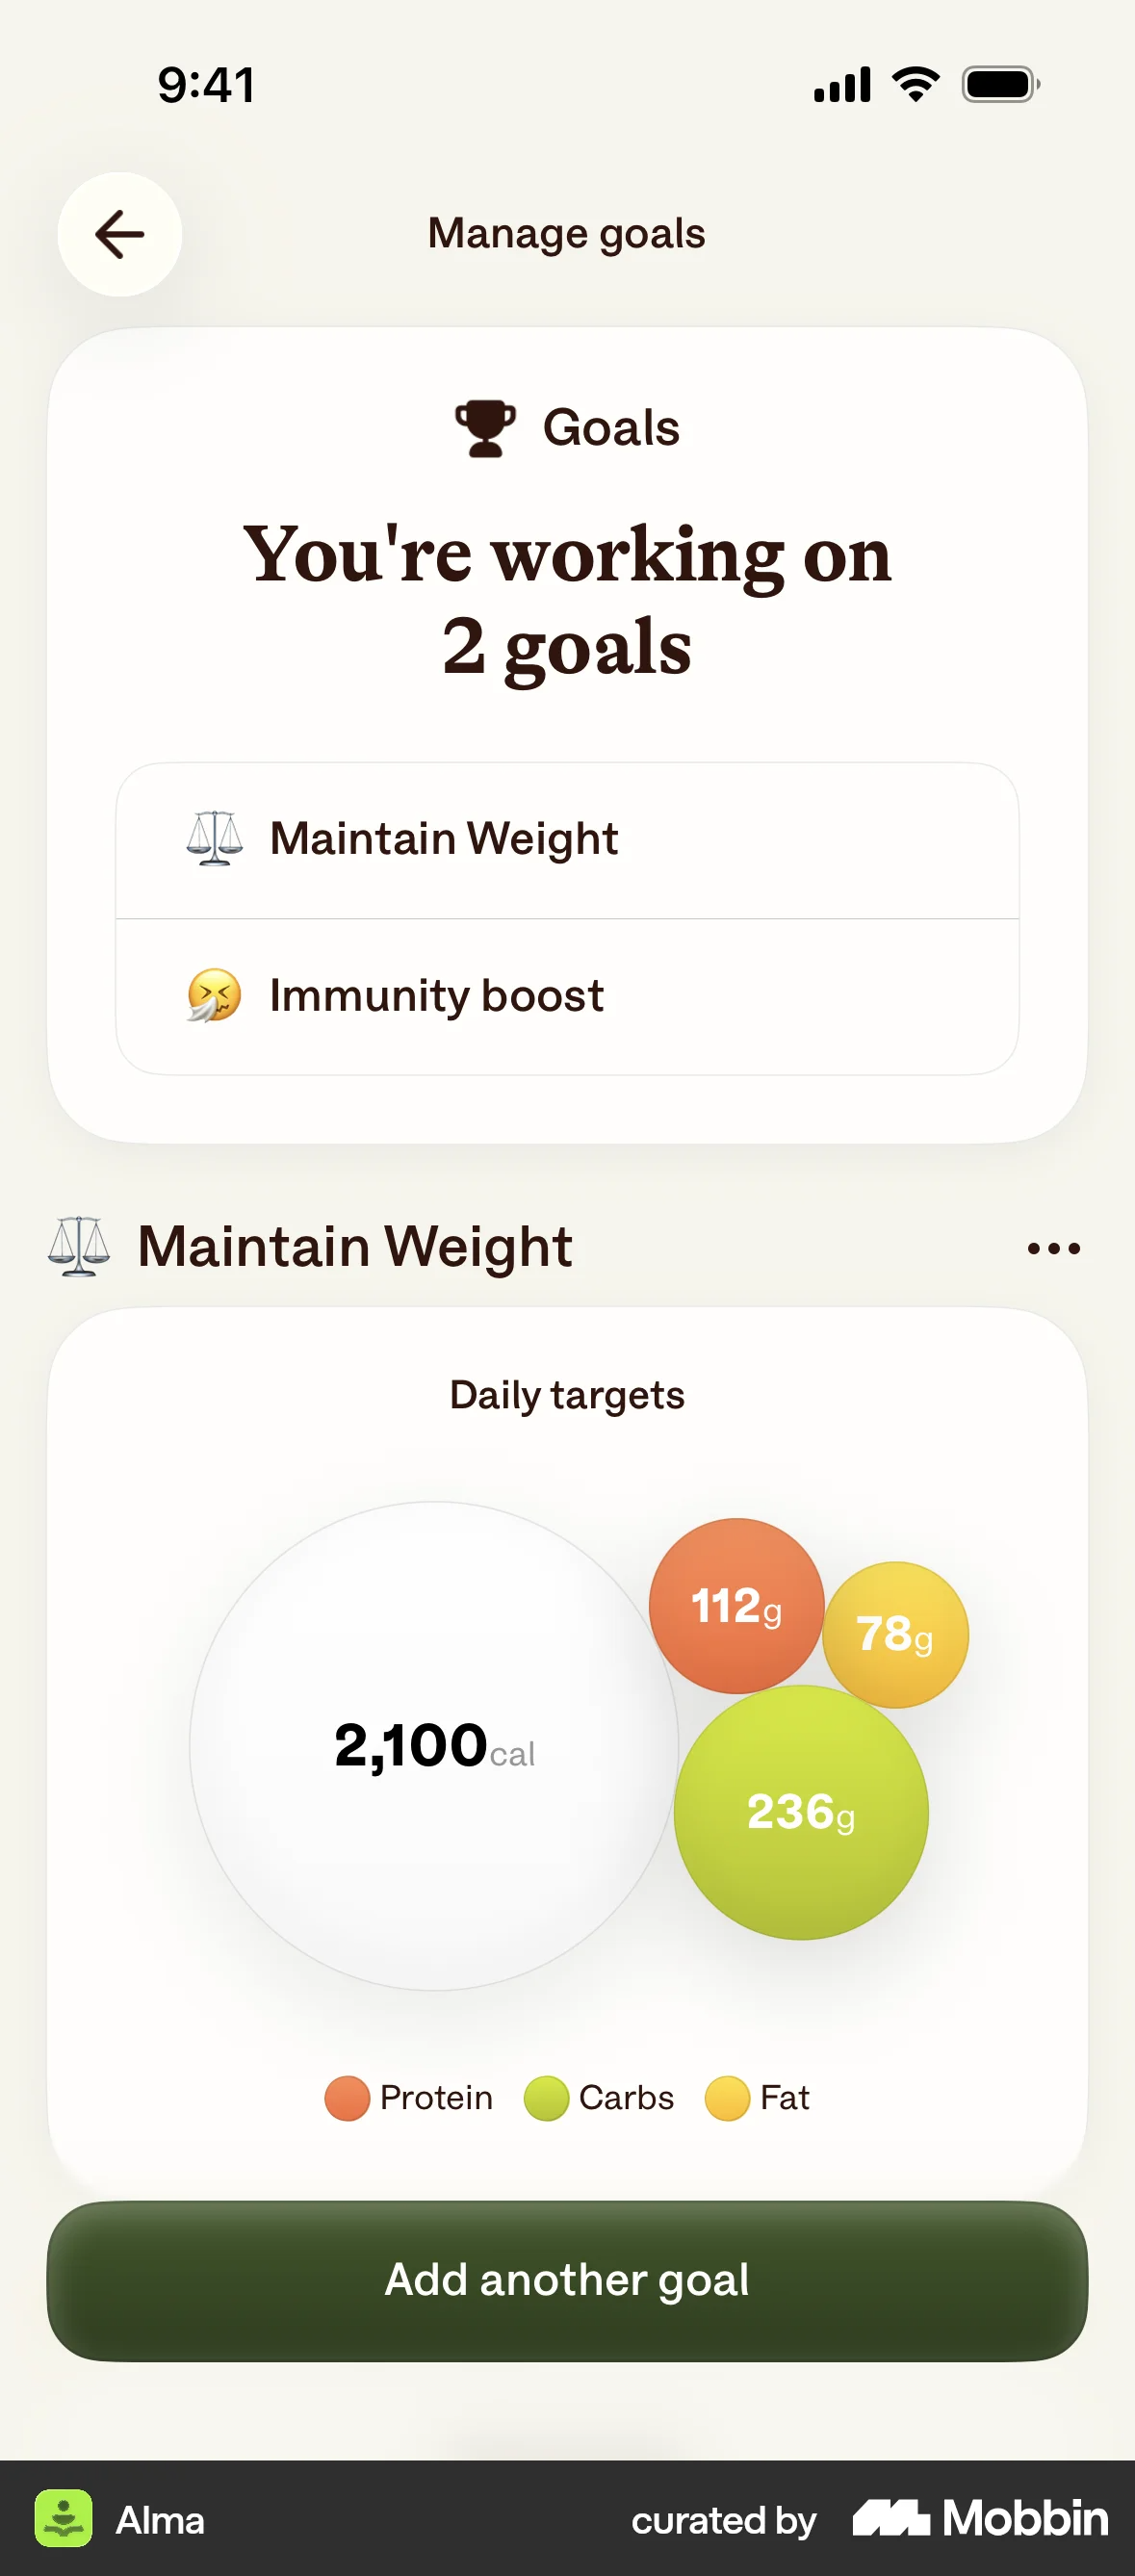 9:41
Manage goals
Goals
You're working on
2 goals
Maintain Weight
Immunity boost
Maintain Weight
Daily targets
112g
78g
2,100cal
236g
Protein
Carbs
Fat
Add another goal
Alma
curated by Mobbin